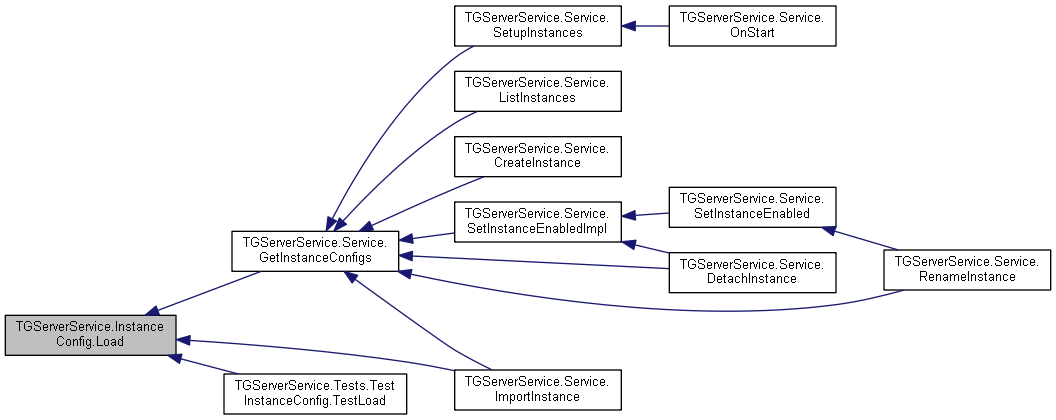 TGServerService.Service.
SetupInstances
TGServerService.Service.
OnStart
TGServerService.Service.
ListInstances
TGServerService.Service.
CreateInstance
TGServerService.Service.
SetInstanceEnabledImpl
TGServerService.Service.
SetInstanceEnabled
TGServerService.Service.
GetInstanceConfigs
TGServerService.Service.
DetachInstance
TGServerService.Service.
RenameInstance
TGServerService.Instance
Config.Load
TGServerService.Tests.Test
InstanceConfig.TestLoad
TGServerService.Service.
ImportInstance